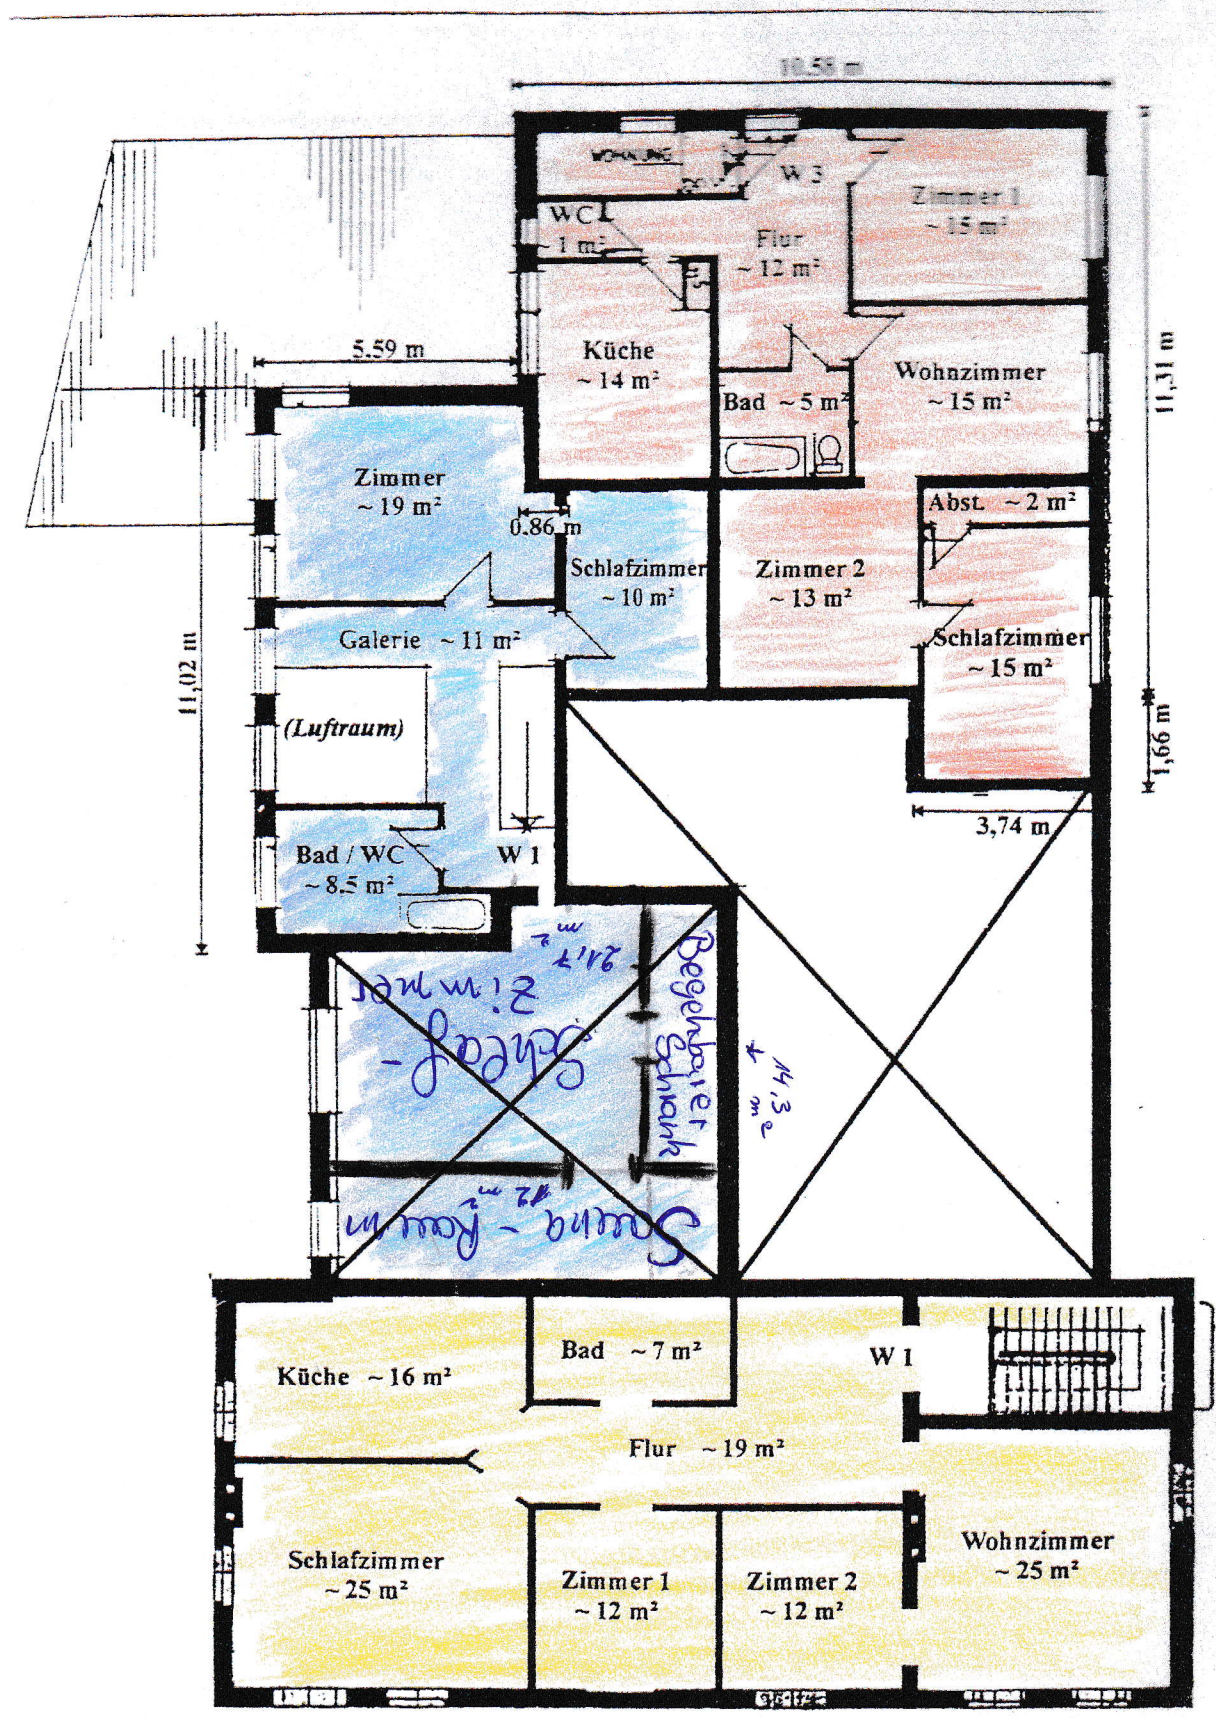 10.58 m
WOHNUNG
W 3
Zimmer 1
~ 15 m²
WC
~ 1 m²
Flur
~ 12 m²
5.59 m
Küche
~ 14 m²
Wohnzimmer
~ 15 m²
11,31 m
Bad ~ 5 m²
Zimmer
~ 19 m²
0.86 m
Abst. ~ 2 m²
Schlafzimmer
~ 10 m²
Zimmer 2
~ 13 m²
Galerie ~ 11 m²
Schlafzimmer
~ 15 m²
11,02 m
(Luftraum)
1,66 m
3,74 m
Bad / WC
~ 8.5 m²
W 1
21,7 m²
Schlaf-
zimmer
Begehbarer
Schrank
14,3 m²
12 m²
Sauna - Raum
Küche ~ 16 m²
Bad ~ 7 m²
W 1
Flur ~ 19 m²
Schlafzimmer
~ 25 m²
Zimmer 1
~ 12 m²
Zimmer 2
~ 12 m²
Wohnzimmer
~ 25 m²